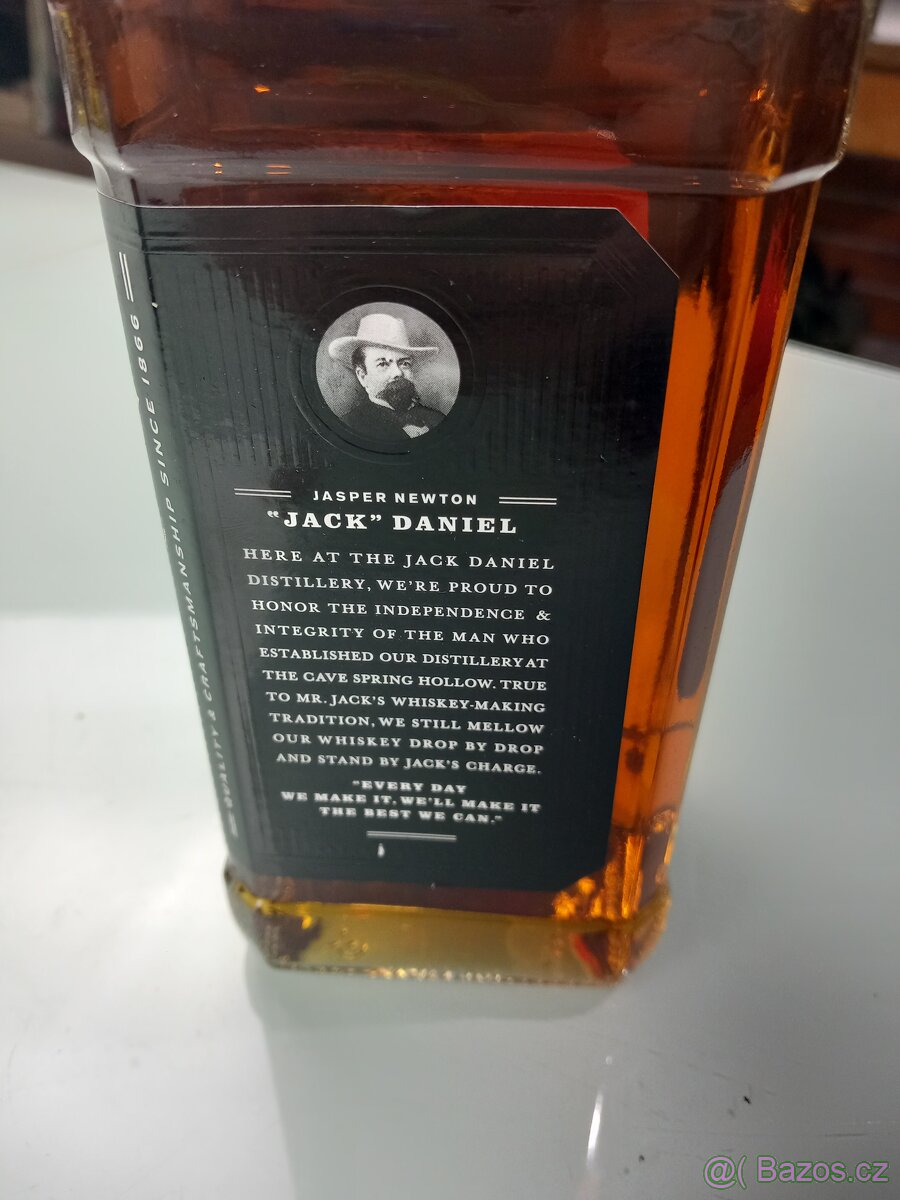 QUALITY & CRAFTSMANSHIP SINCE 1866
JASPER NEWTON
"JACK" DANIEL
HERE AT THE JACK DANIEL
DISTILLERY, WE'RE PROUD TO
HONOR THE INDEPENDENCE &
INTEGRITY OF THE MAN WHO
ESTABLISHED OUR DISTILLERY AT
THE CAVE SPRING HOLLOW. TRUE
TO MR. JACK'S WHISKEY-MAKING
TRADITION, WE STILL MELLOW
OUR WHISKEY DROP BY DROP
AND STAND BY JACK'S CHARGE.
"EVERY DAY
WE MAKE IT, WE'LL MAKE IT
THE BEST WE CAN."
@( Bazos.cz